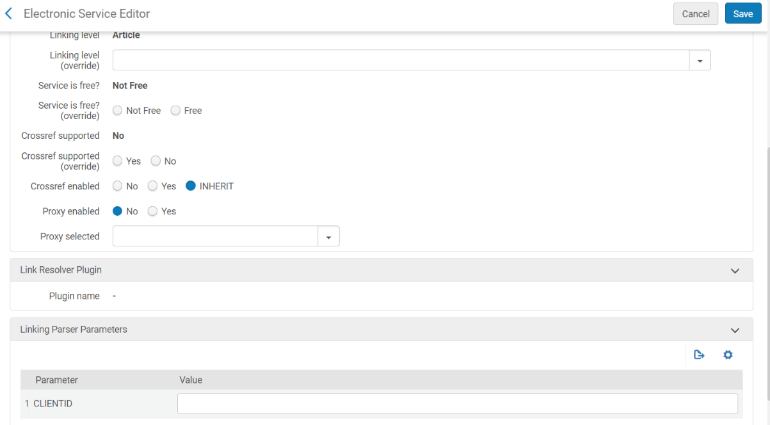 Electronic Service Editor
Cancel
Save
Linking level Article
Linking level
(override)
Service is free? Not Free
Service is free?
(override) Not Free Free
Crossref supported No
Crossref supported
(override) Yes No
Crossref enabled No Yes INHERIT
Proxy enabled No Yes
Proxy selected
Link Resolver Plugin
Plugin name -
Linking Parser Parameters
Parameter Value
1 CLIENTID